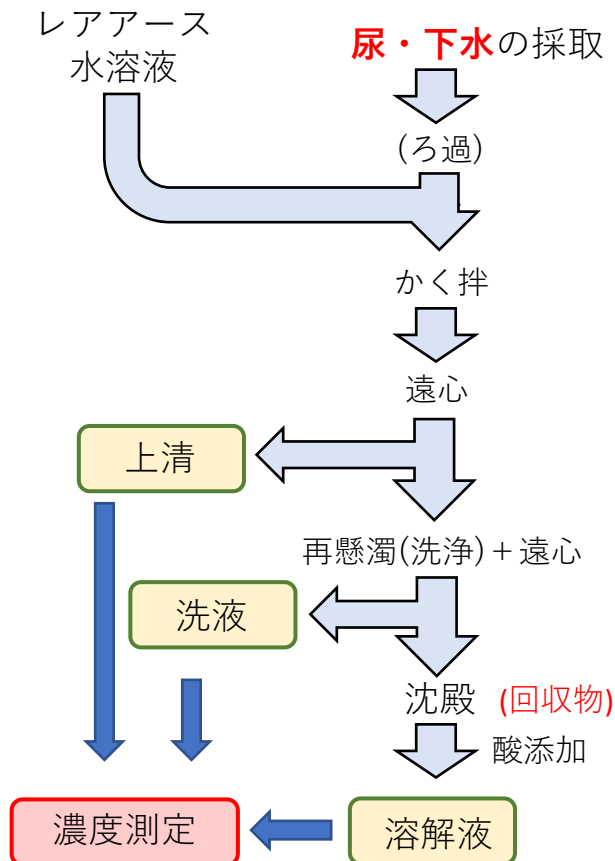 レアアース
水溶液
尿・下水の採取
(ろ過)
かく拌
遠心
上清
再懸濁(洗浄)＋遠心
洗液
沈殿 (回収物)
酸添加
濃度測定
溶解液